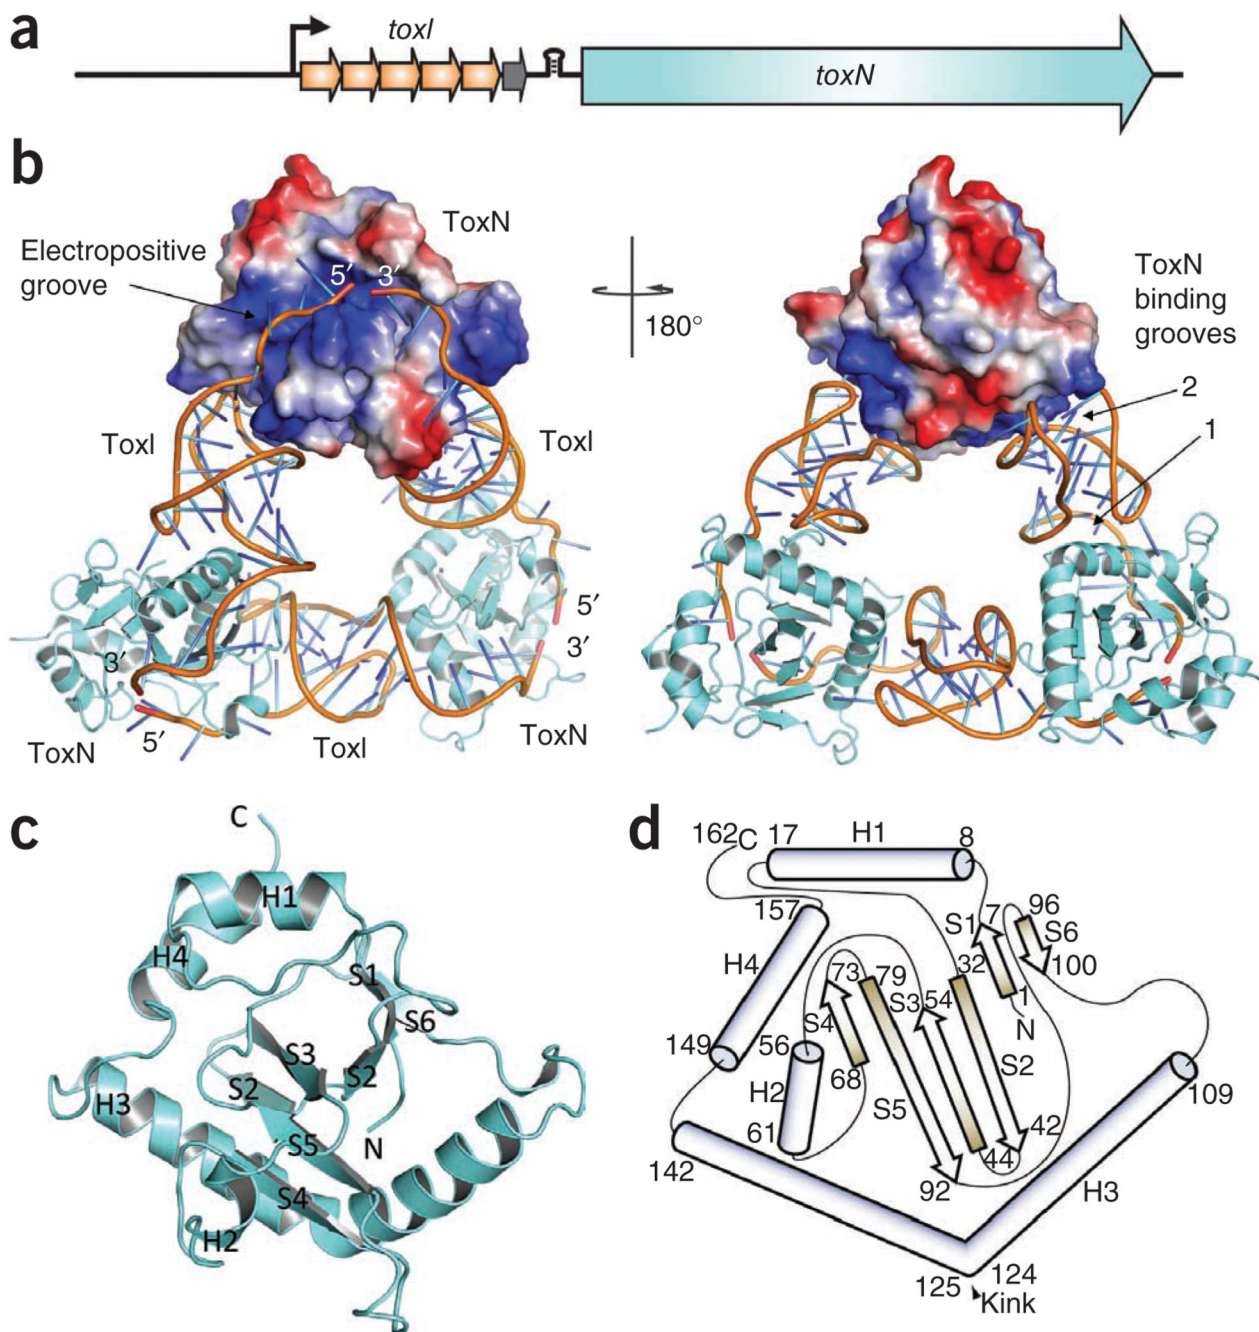 a
toxI
toxN
b
ToxN
Electropositive
groove
5′ 3′
180°
ToxN
binding
grooves
2
1
ToxI
ToxI
5′
3′
3′
5′
ToxN
ToxI
ToxN
c
C
H1
H4
S1
S6
S3
S2
S2
H3
S5
N
S4
H2
d
162 C
17
H1
8
157
S1
7
96
S6
H4
73
79
S3
54
32
100
1
N
S4
149
56
68
S2
H2
S5
109
61
42
44
142
92
H3
125
124
Kink